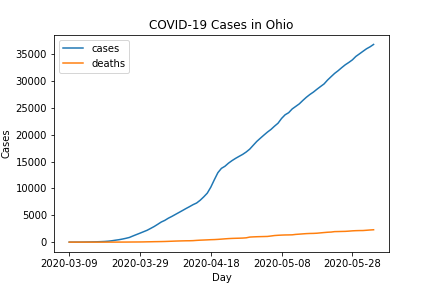 COVID-19 Cases in Ohio
cases
deaths
35000
30000
25000
20000
15000
10000
5000
0
Cases
2020-03-09 2020-03-29 2020-04-18 2020-05-08 2020-05-28
Day